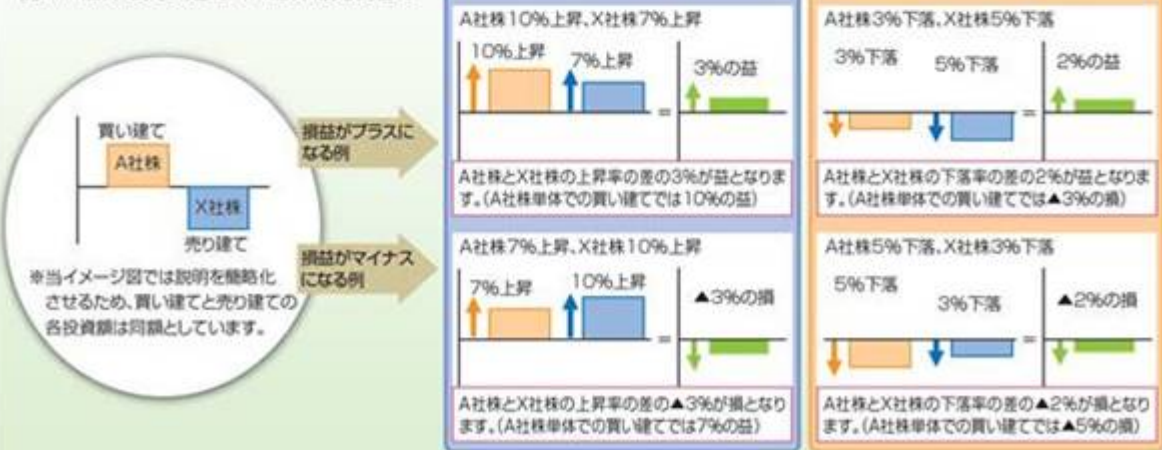 買い建て
A社株
X社株
売り建て
※当イメージ図では説明を簡略化
させるため、買い建てと売り建ての
各投資額は同額としています。
損益がプラスに
なる例
損益がマイナス
になる例
A社株10%上昇、X社株7%上昇
10%上昇
7%上昇
=
3%の益
A社株とX社株の上昇率の差の3%が益となりま
す。(A社株単体での買い建てでは10%の益)
A社株3%下落、X社株5%下落
3%下落
5%下落
=
2%の益
A社株とX社株の下落率の差の2%が益となりま
す。(A社株単体での買い建てでは▲3%の損)
A社株7%上昇、X社株10%上昇
7%上昇
10%上昇
=
▲3%の損
A社株とX社株の上昇率の差の▲3%が損となり
ます。(A社株単体での買い建てでは7%の益)
A社株5%下落、X社株3%下落
5%下落
3%下落
=
▲2%の損
A社株とX社株の下落率の差の▲2%が損となり
ます。(A社株単体での買い建てでは▲5%の損)